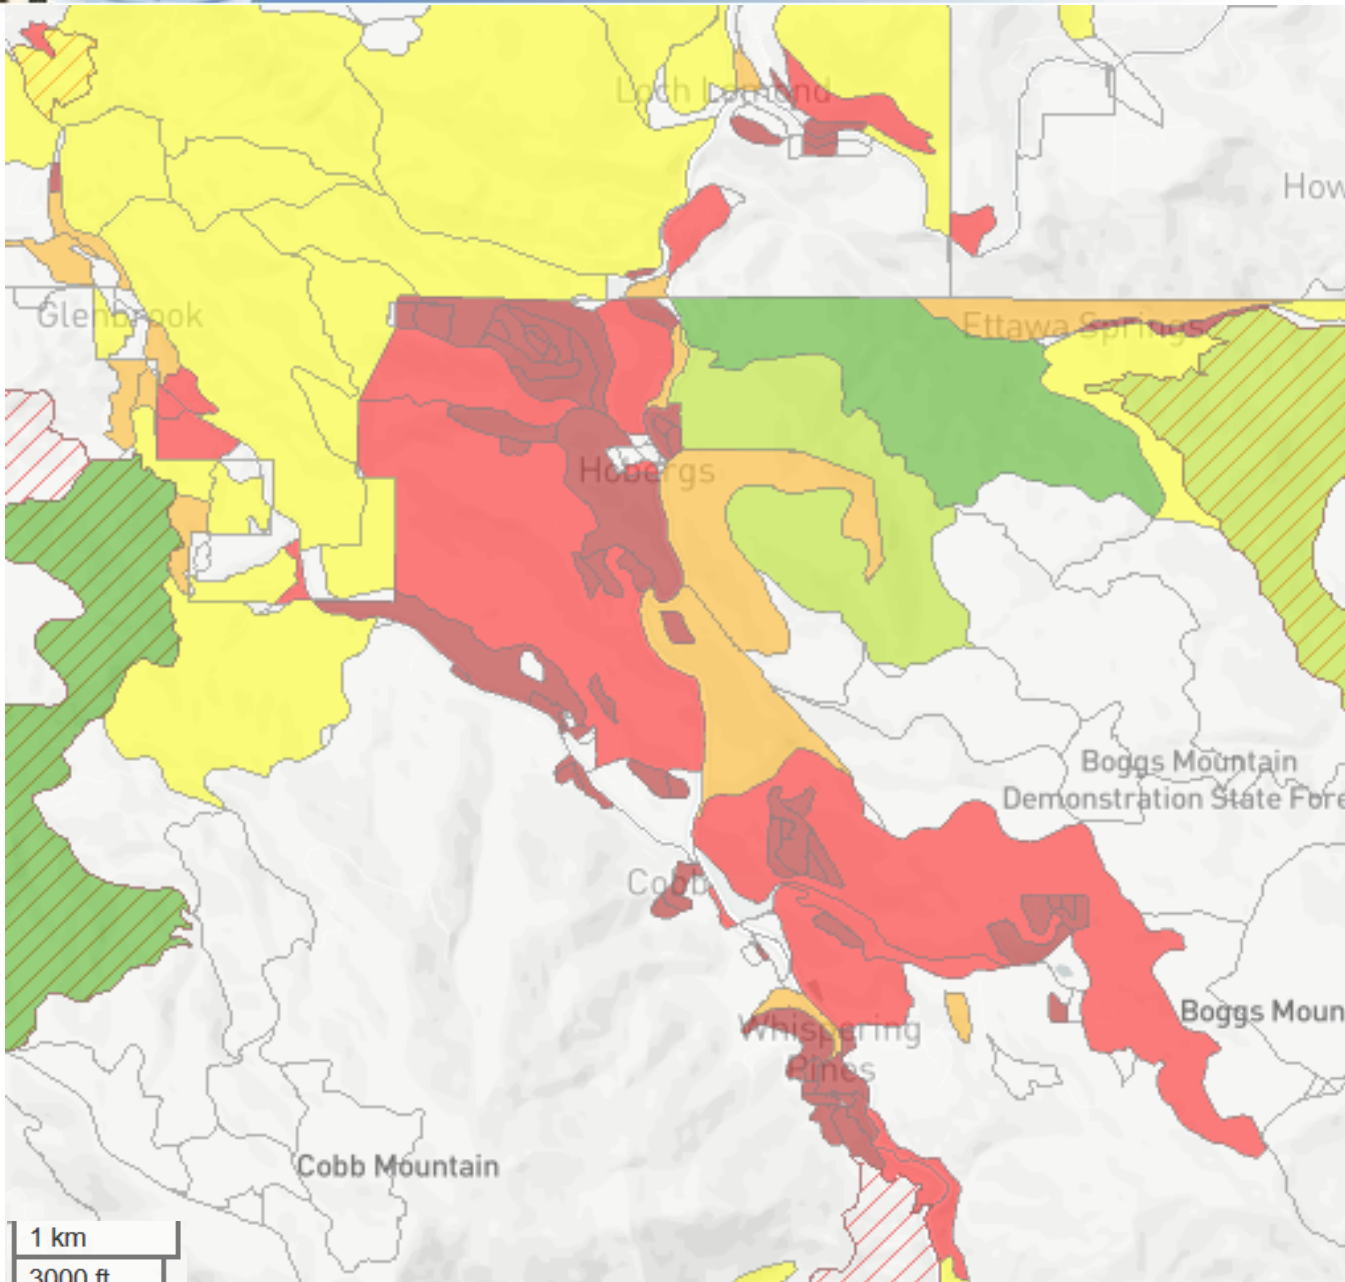 Loch Lomond
How
Glenbrook
Ettawa Springs
Hobergs
Boggs Mountain
Demonstration State Fore
Cobb
Boggs Moun
Whispering
Pines
Cobb Mountain
1 km
3000 ft